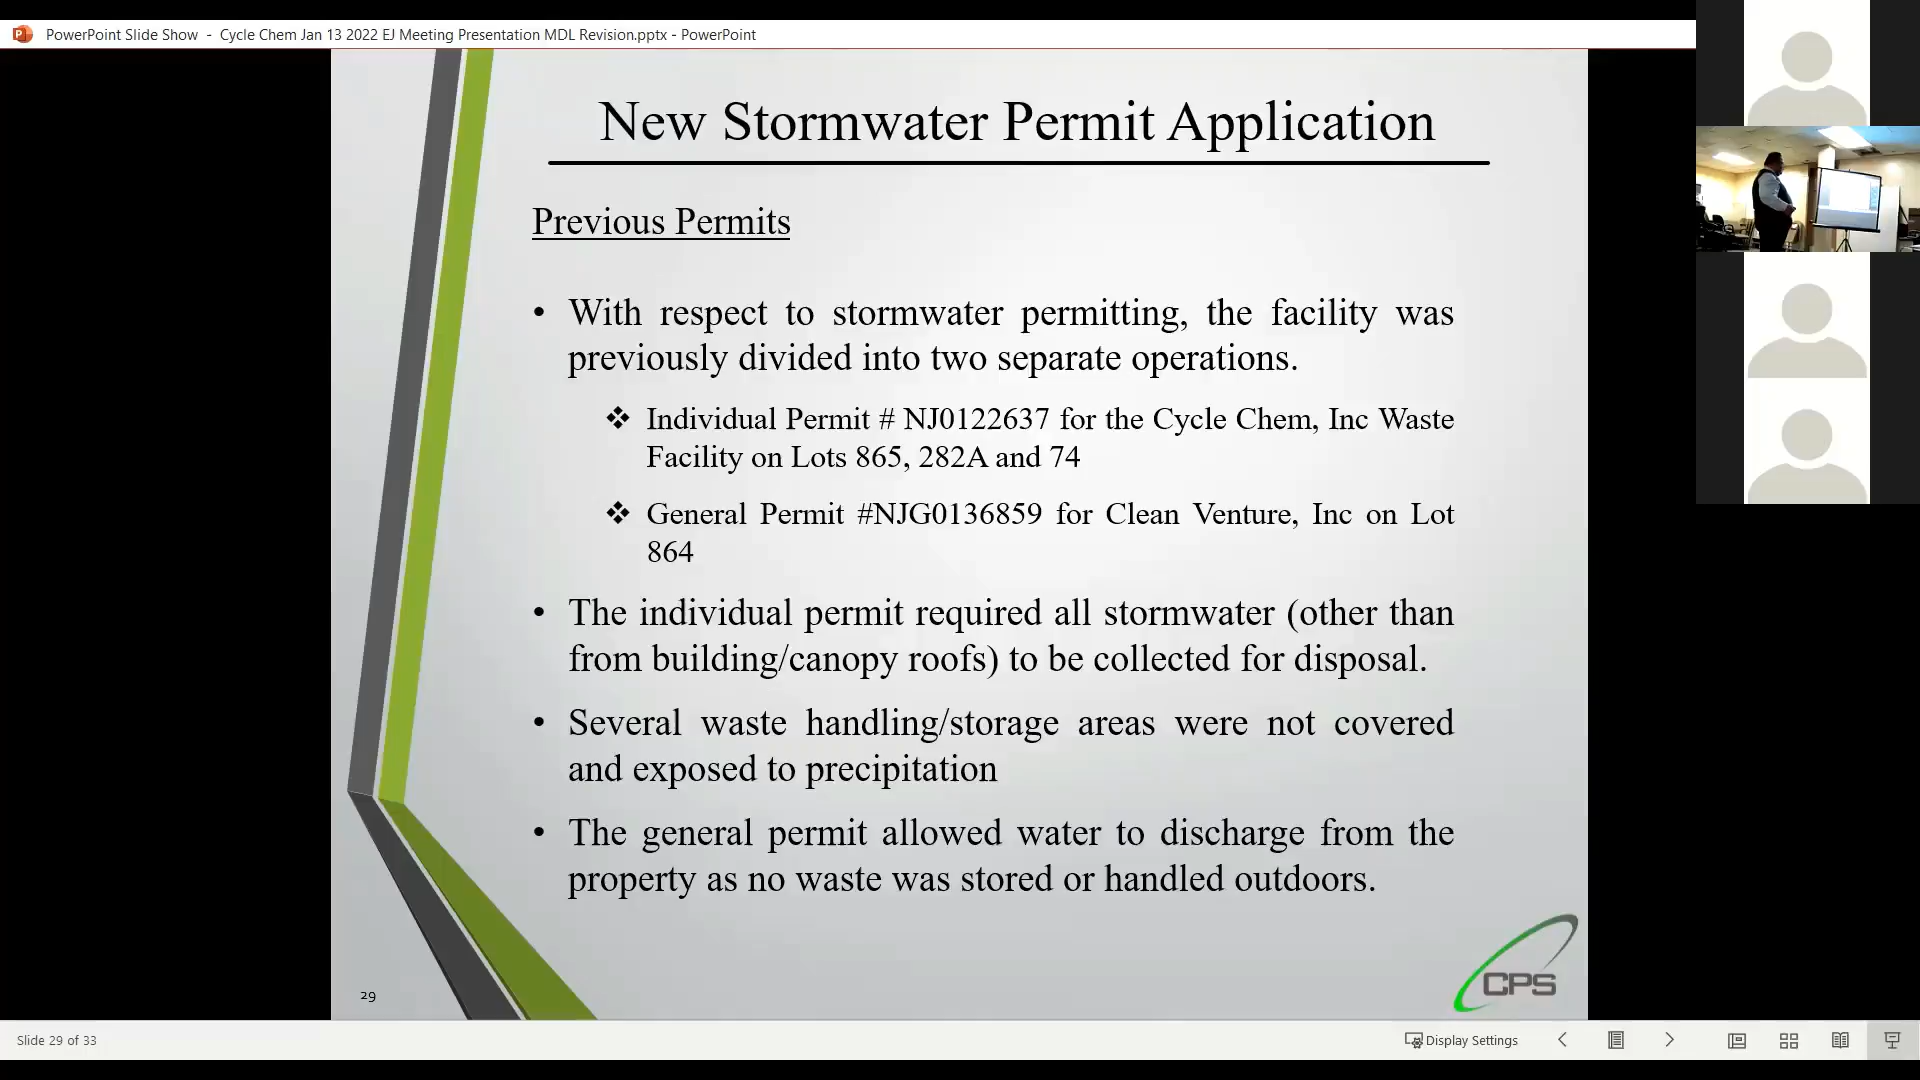 PowerPoint Slide Show - Cycle Chem Jan 13 2022 EJ Meeting Presentation MDL Revision.pptx - PowerPoint
New Stormwater Permit Application
Previous Permits
• With respect to stormwater permitting, the facility was
previously divided into two separate operations.
❖ Individual Permit # NJ0122637 for the Cycle Chem, Inc Waste
Facility on Lots 865, 282A and 74
❖ General Permit #NJG0136859 for Clean Venture, Inc on Lot
864
• The individual permit required all stormwater (other than
from building/canopy roofs) to be collected for disposal.
• Several waste handling/storage areas were not covered
and exposed to precipitation
• The general permit allowed water to discharge from the
property as no waste was stored or handled outdoors.
CPS
29
Slide 29 of 33
Display Settings